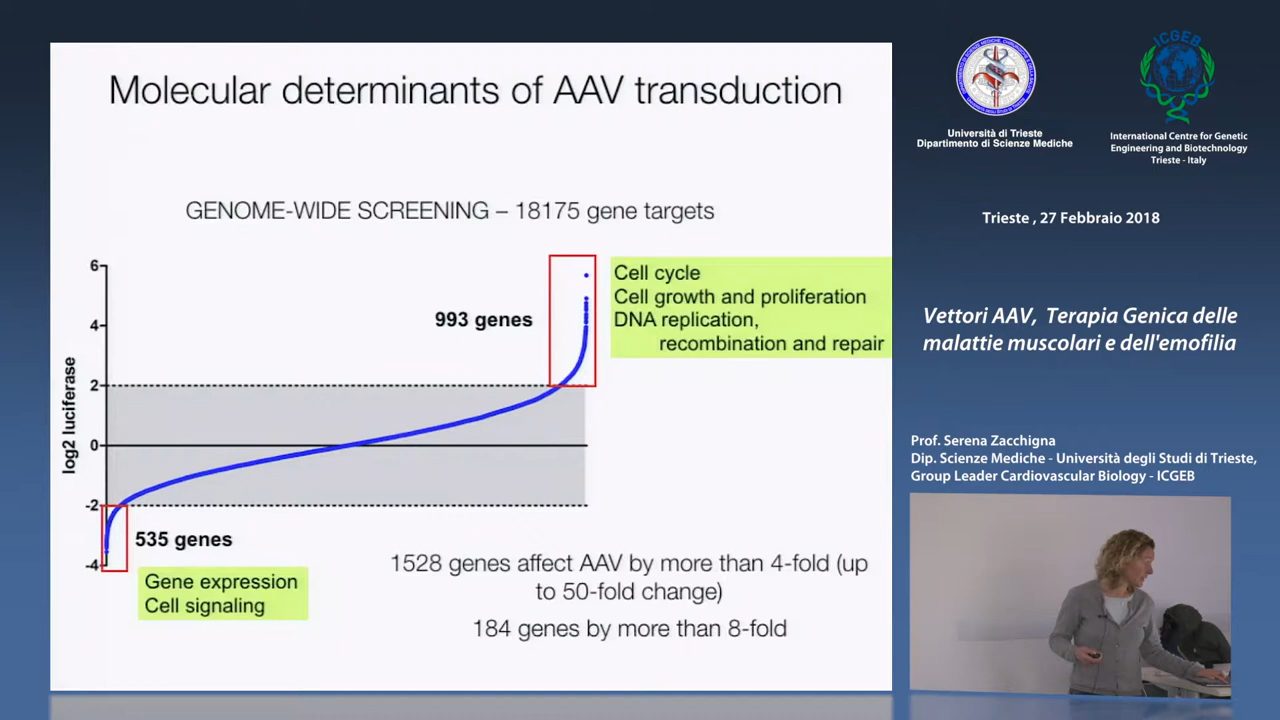 Molecular determinants of AAV transduction
GENOME-WIDE SCREENING – 18175 gene targets
6
4
2
0
-2
-4
log2 luciferase
993 genes
Cell cycle
Cell growth and proliferation
DNA replication,
recombination and repair
535 genes
Gene expression
Cell signaling
1528 genes affect AAV by more than 4-fold (up
to 50-fold change)
184 genes by more than 8-fold
Università di Trieste
Dipartimento di Scienze Mediche
ICGEB
International Centre for Genetic
Engineering and Biotechnology
Trieste - Italy
Trieste , 27 Febbraio 2018
Vettori AAV, Terapia Genica delle
malattie muscolari e dell'emofilia
Prof. Serena Zacchigna
Dip. Scienze Mediche - Università degli Studi di Trieste,
Group Leader Cardiovascular Biology - ICGEB